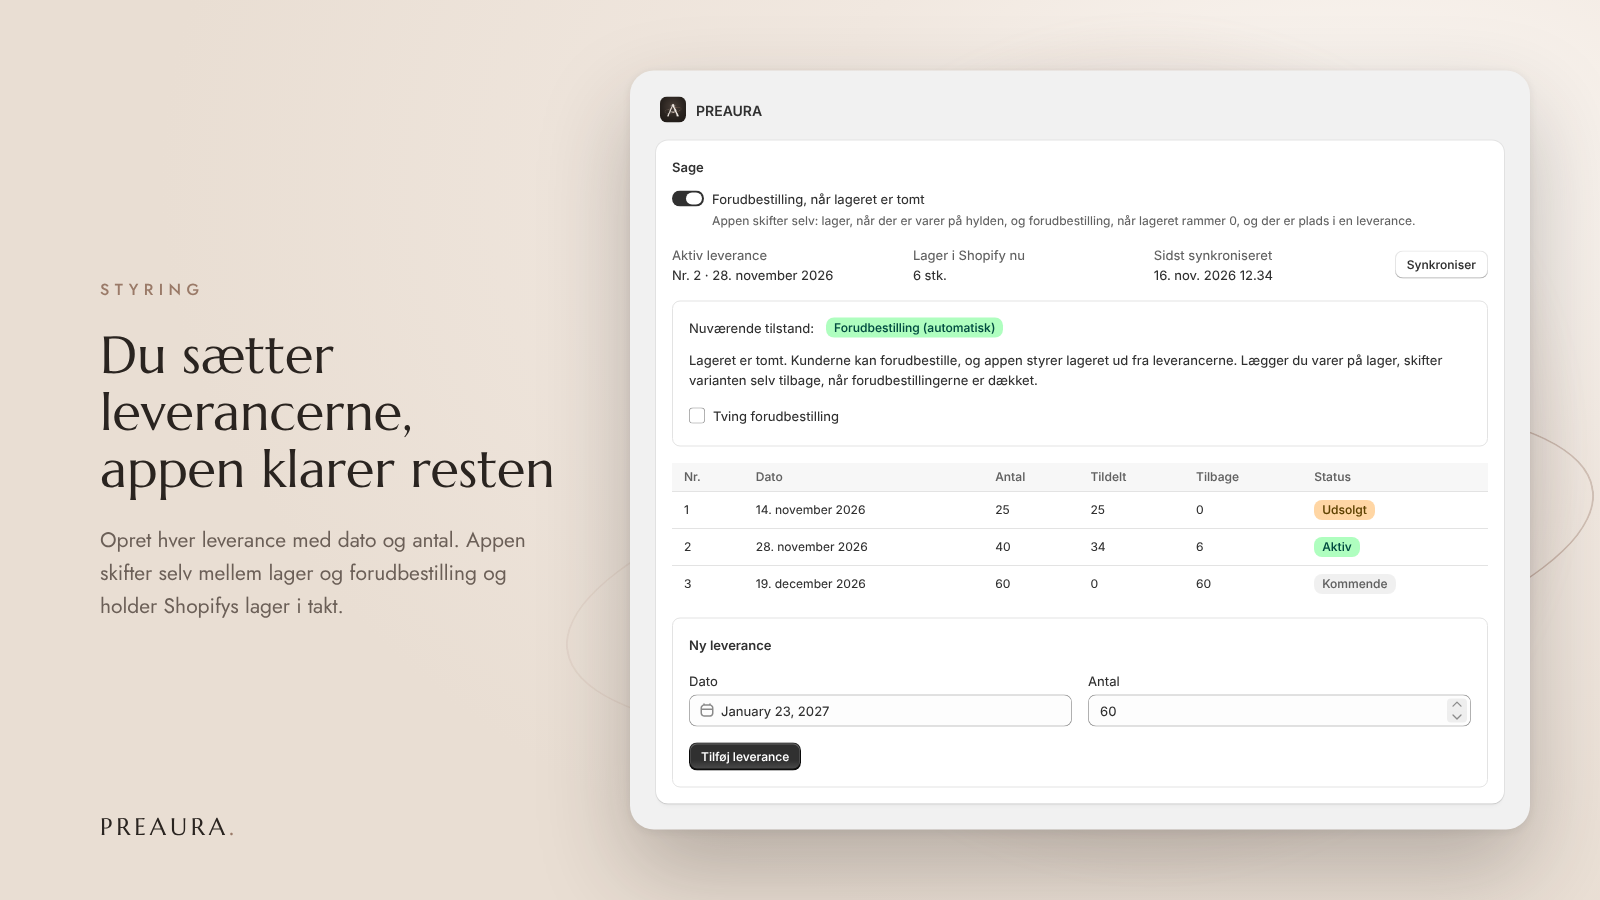 STYRING
Du sætter
leverancerne,
appen klarer resten
Opret hver leverance med dato og antal. Appen
skifter selv mellem lager og forudbestilling og
holder Shopifys lager i takt.
PREAURA.
A PREAURA
Sage
Forudbestilling, når lageret er tomt
Appen skifter selv: lager, når der er varer på hylden, og forudbestilling, når lageret rammer 0, og der er plads i en leverance.
Aktiv leverance Lager i Shopify nu Sidst synkroniseret
Nr. 2 · 28. november 2026 6 stk. 16. nov. 2026 12.34
Synkroniser
Nuværende tilstand: Forudbestilling (automatisk)
Lageret er tomt. Kunderne kan forudbestille, og appen styrer lageret ud fra leverancerne. Lægger du varer på lager, skifter
varianten selv tilbage, når forudbestillingerne er dækket.
Tving forudbestilling
Nr. Dato Antal Tildelt Tilbage Status
1 14. november 2026 25 25 0 Udsolgt
2 28. november 2026 40 34 6 Aktiv
3 19. december 2026 60 0 60 Kommende
Ny leverance
Dato Antal
January 23, 2027 60
Tilføj leverance